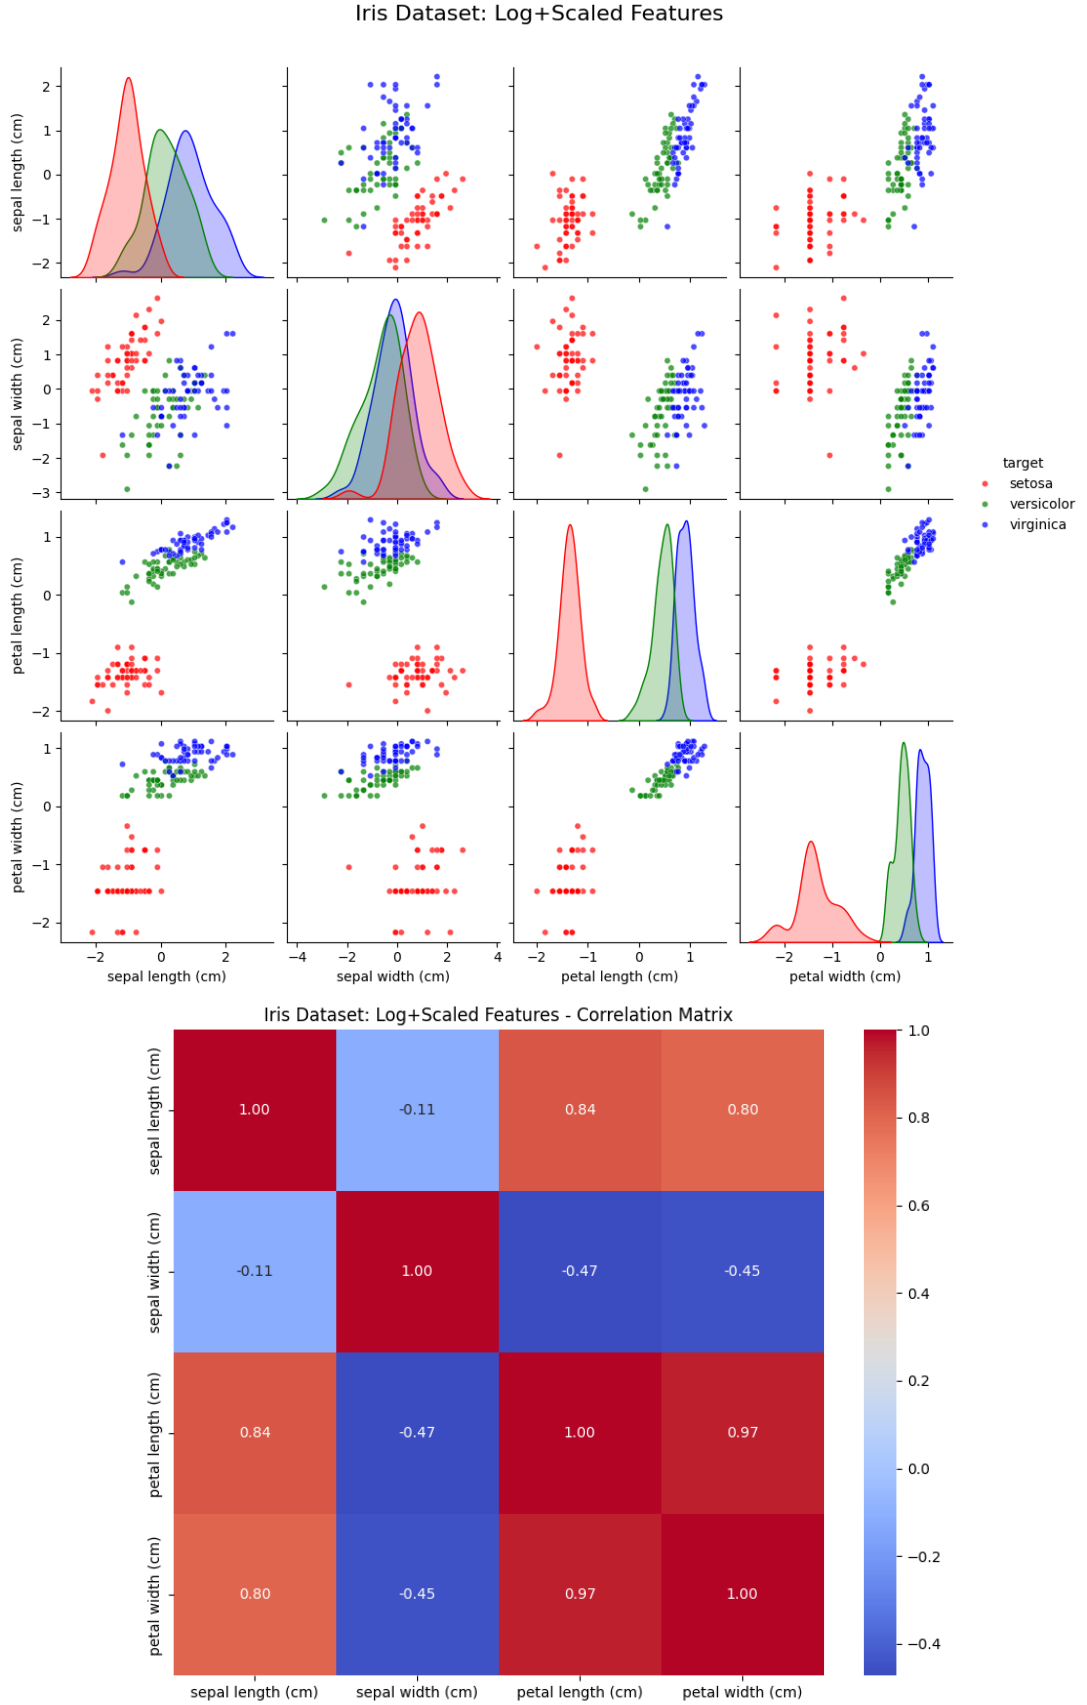 Iris Dataset: Log+Scaled Features
sepal length (cm)
2
1
0
−1
−2
sepal width (cm)
2
1
0
−1
−2
−3
petal length (cm)
1
0
−1
−2
petal width (cm)
1
0
−1
−2
target
setosa
versicolor
virginica
−2 0 2
−4 −2 0 2 4
−2 −1 0 1
−2 −1 0 1
sepal length (cm) sepal width (cm) petal length (cm) petal width (cm)
Iris Dataset: Log+Scaled Features - Correlation Matrix
sepal length (cm)
1.00 -0.11 0.84 0.80
sepal width (cm)
-0.11 1.00 -0.47 -0.45
petal length (cm)
0.84 -0.47 1.00 0.97
petal width (cm)
0.80 -0.45 0.97 1.00
sepal length (cm) sepal width (cm) petal length (cm) petal width (cm)
1.0
0.8
0.6
0.4
0.2
0.0
−0.2
−0.4